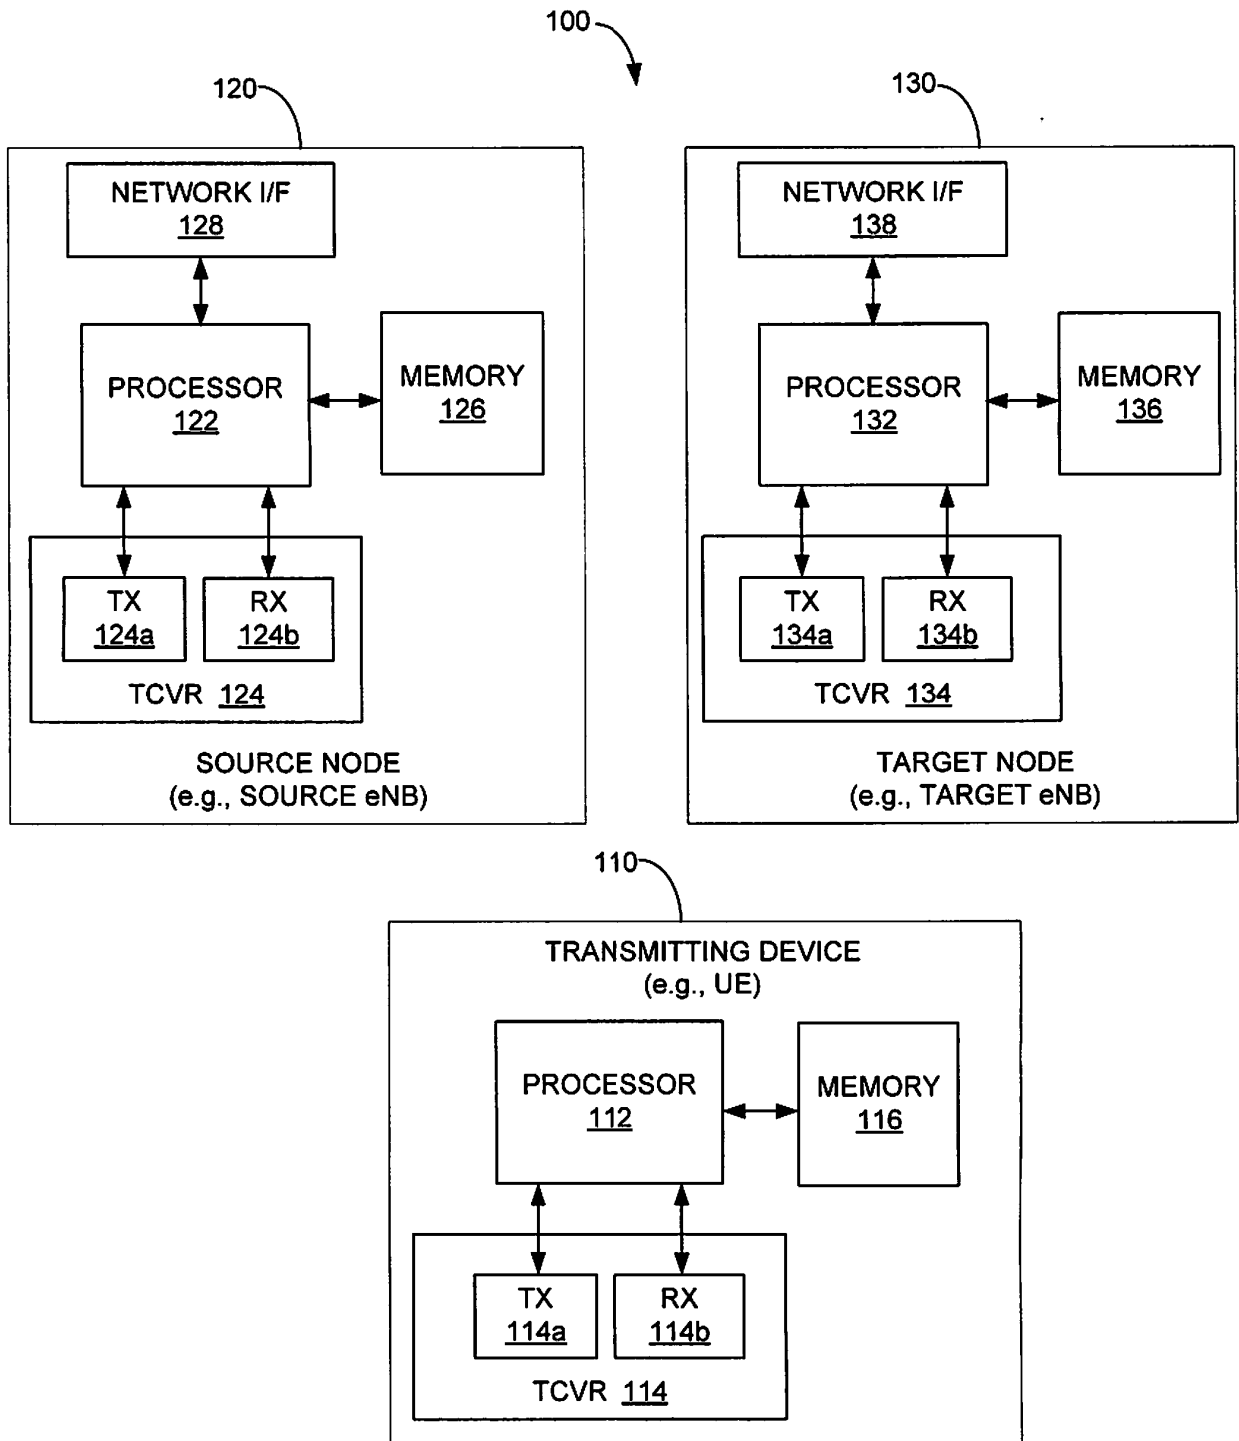 100
120
130
NETWORK I/F
128
PROCESSOR
122
MEMORY
126
TX
124a
RX
124b
TCVR 124
SOURCE NODE
(e.g., SOURCE eNB)
NETWORK I/F
138
PROCESSOR
132
MEMORY
136
TX
134a
RX
134b
TCVR 134
TARGET NODE
(e.g., TARGET eNB)
110
TRANSMITTING DEVICE
(e.g., UE)
PROCESSOR
112
MEMORY
116
TX
114a
RX
114b
TCVR 114